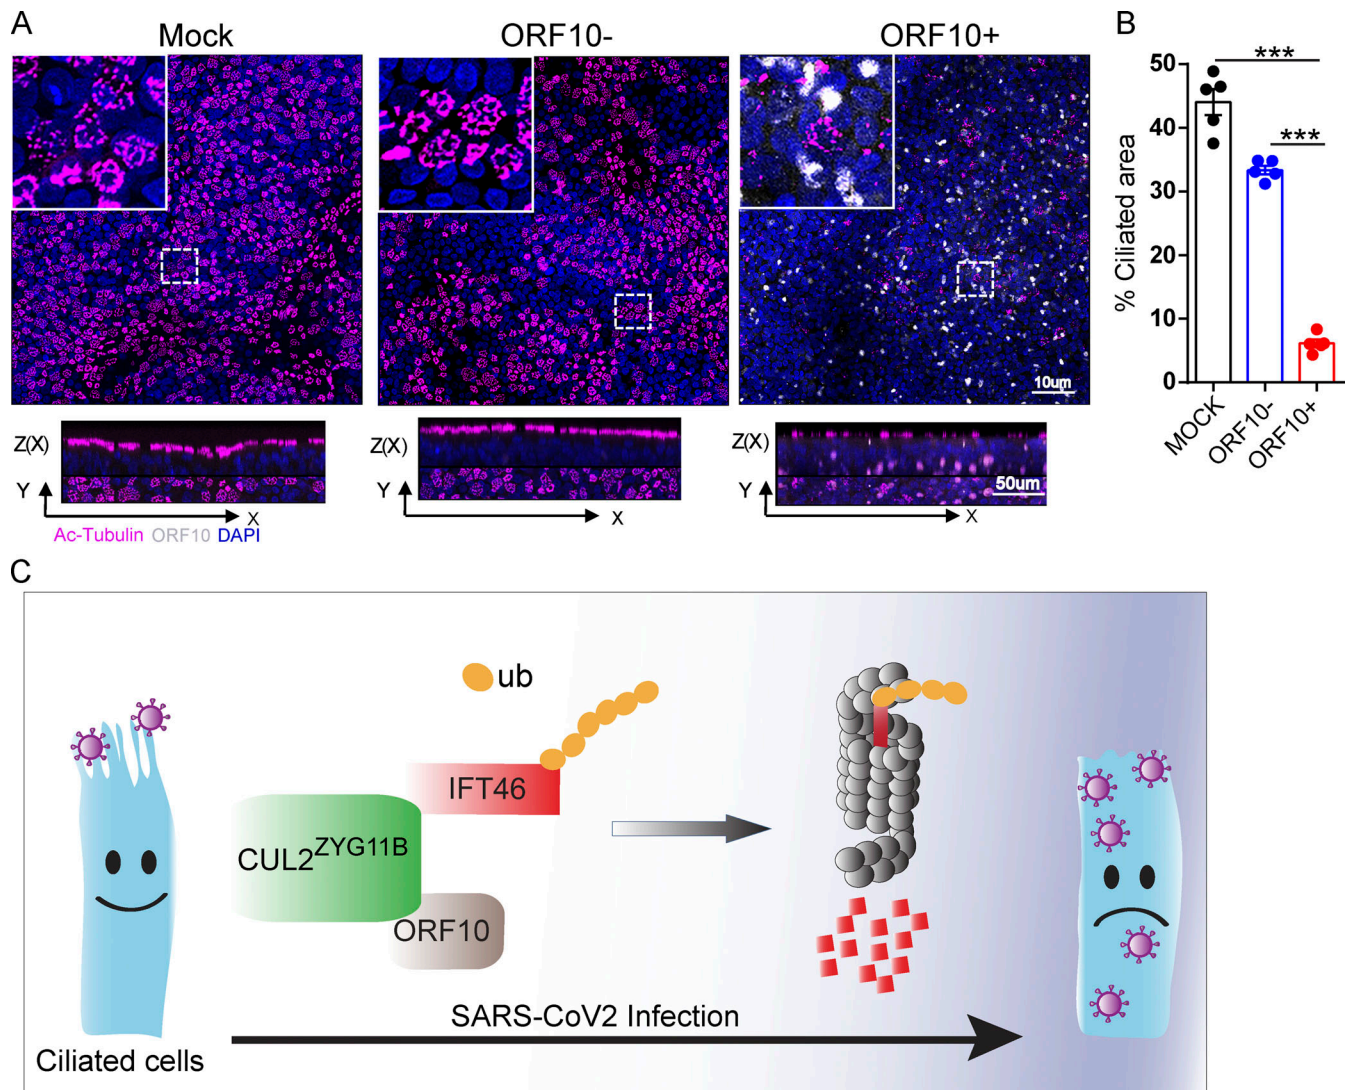 A
Mock
ORF10-
ORF10+
10um
Z(X)
Y
X
Z(X)
Y
X
Z(X)
Y
50um
X
Ac-Tubulin ORF10 DAPI
B
% Ciliated area
50
40
30
20
10
0
***
***
MOCK
ORF10-
ORF10+
C
ub
IFT46
CUL2ZYG11B
ORF10
SARS-CoV2 Infection
Ciliated cells